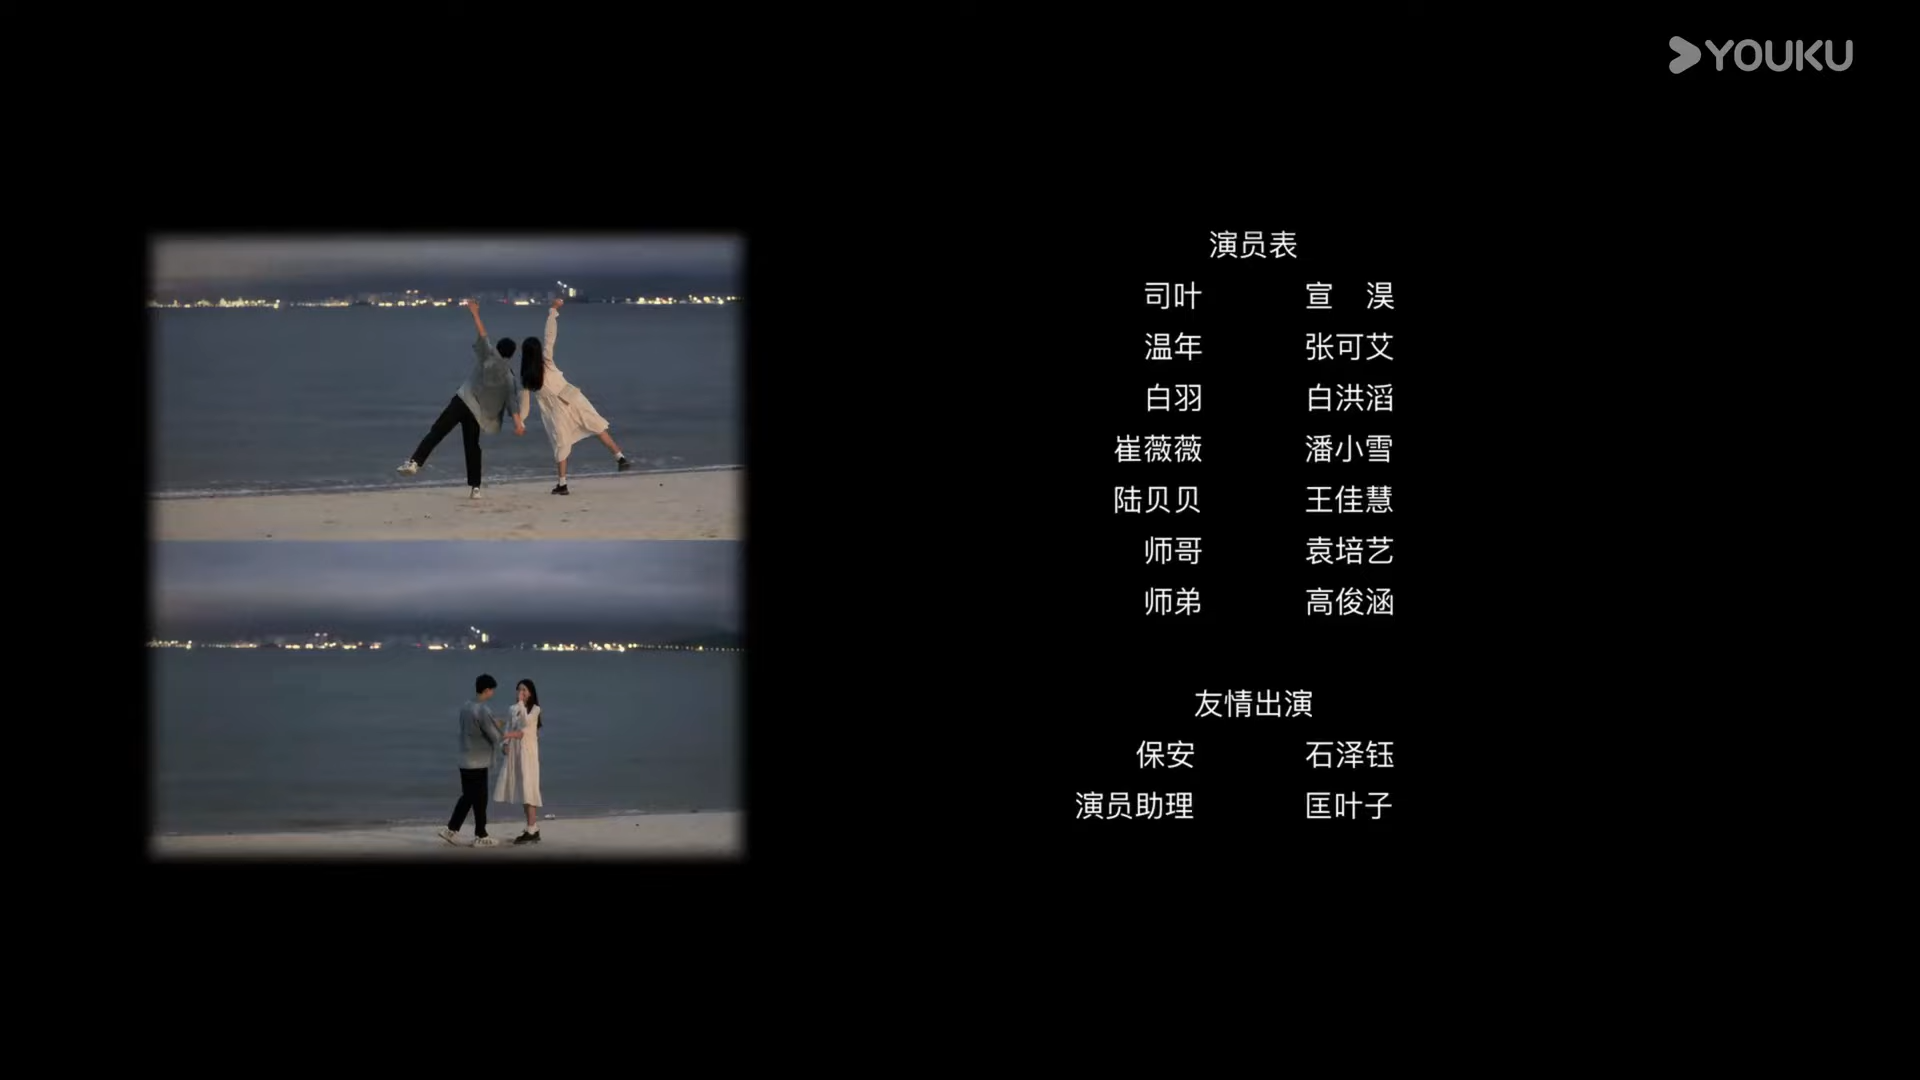 YOUKU
演员表
司叶 宣 淏
温年 张可艾
白羽 白洪滔
崔薇薇 潘小雪
陆贝贝 王佳慧
师哥 袁培艺
师弟 高俊涵
友情出演
保安 石泽钰
演员助理 匡叶子